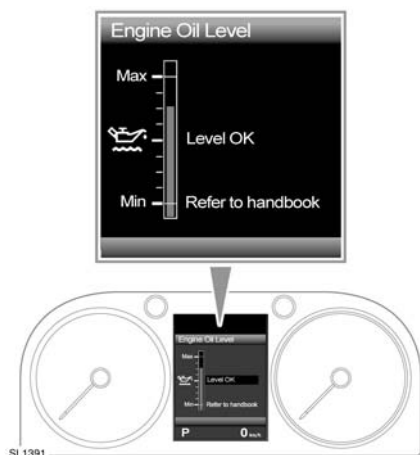 Engine Oil Level
Max
Level OK
Min
Refer to handbook
Engine Oil Level
Max
Level OK
Min
Refer to handbook
P
0 km/h
SL1391